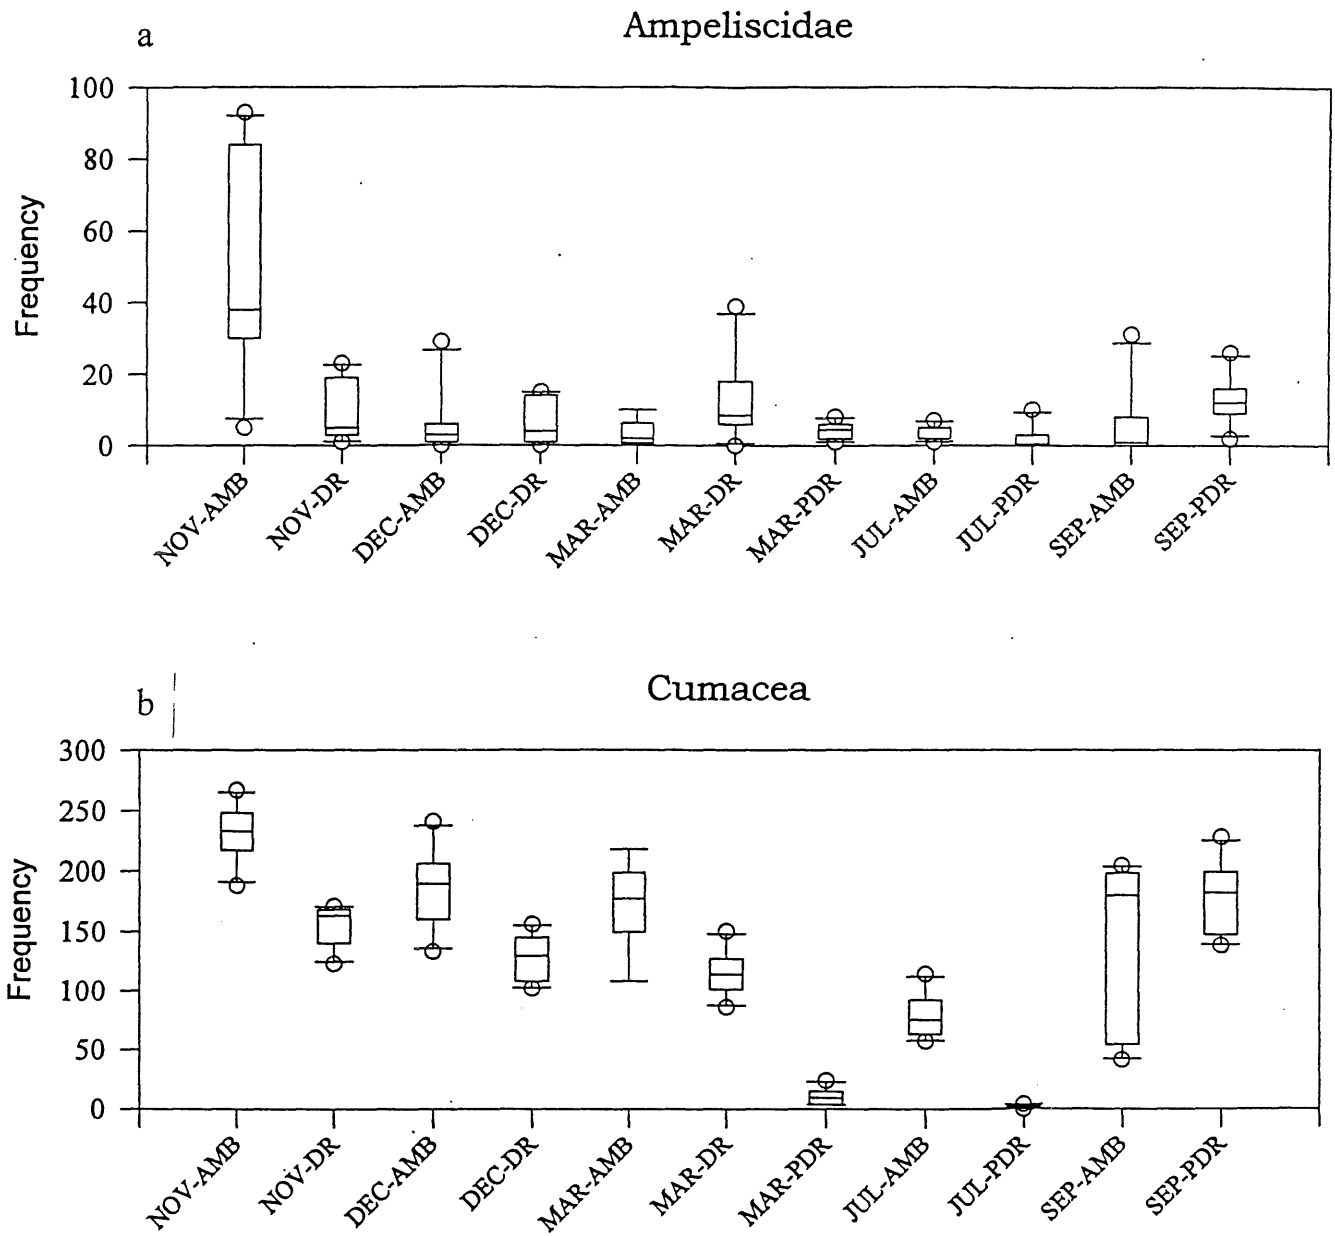 a
Ampeliscidae
100
80
60
40
20
0
Frequency
NOV-AMB
NOV-DR
DEC-AMB
DEC-DR
MAR-AMB
MAR-DR
MAR-PDR
JUL-AMB
JUL-PDR
SEP-AMB
SEP-PDR
b
Cumacea
300
250
200
150
100
50
0
Frequency
NOV-AMB
NOV-DR
DEC-AMB
DEC-DR
MAR-AMB
MAR-DR
MAR-PDR
JUL-AMB
JUL-PDR
SEP-AMB
SEP-PDR